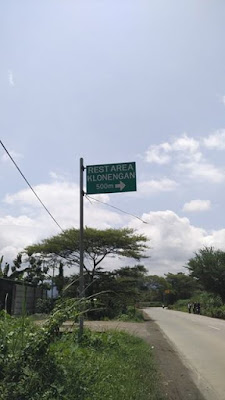 REST AREA
KLONENGAN
500m →